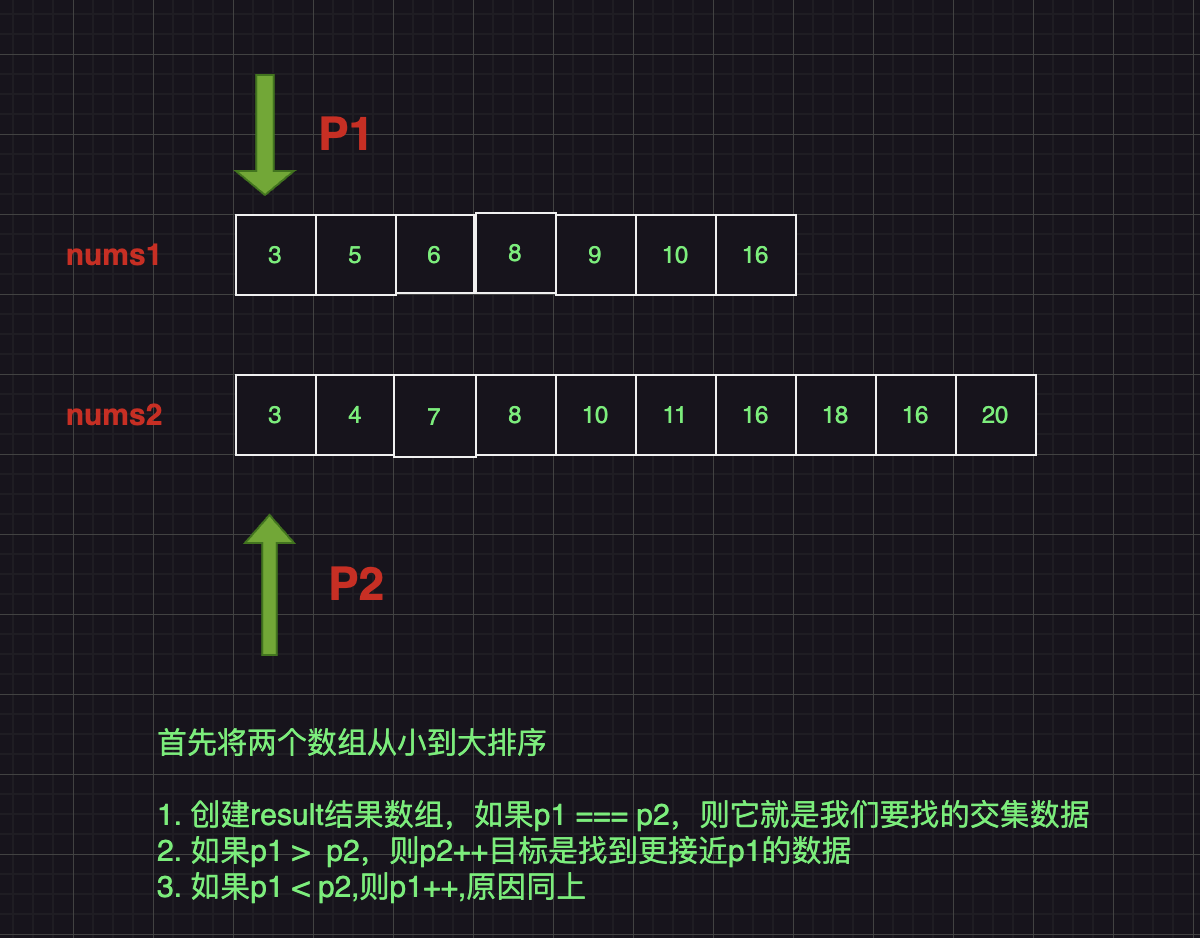 P1
nums1 3 5 6 8 9 10 16
nums2 3 4 7 8 10 11 16 18 16 20
P2
首先将两个数组从小到大排序
1. 创建result结果数组，如果p1 === p2，则它就是我们要找的交集数据
2. 如果p1 > p2，则p2++目标是找到更接近p1的数据
3. 如果p1 < p2,则p1++,原因同上